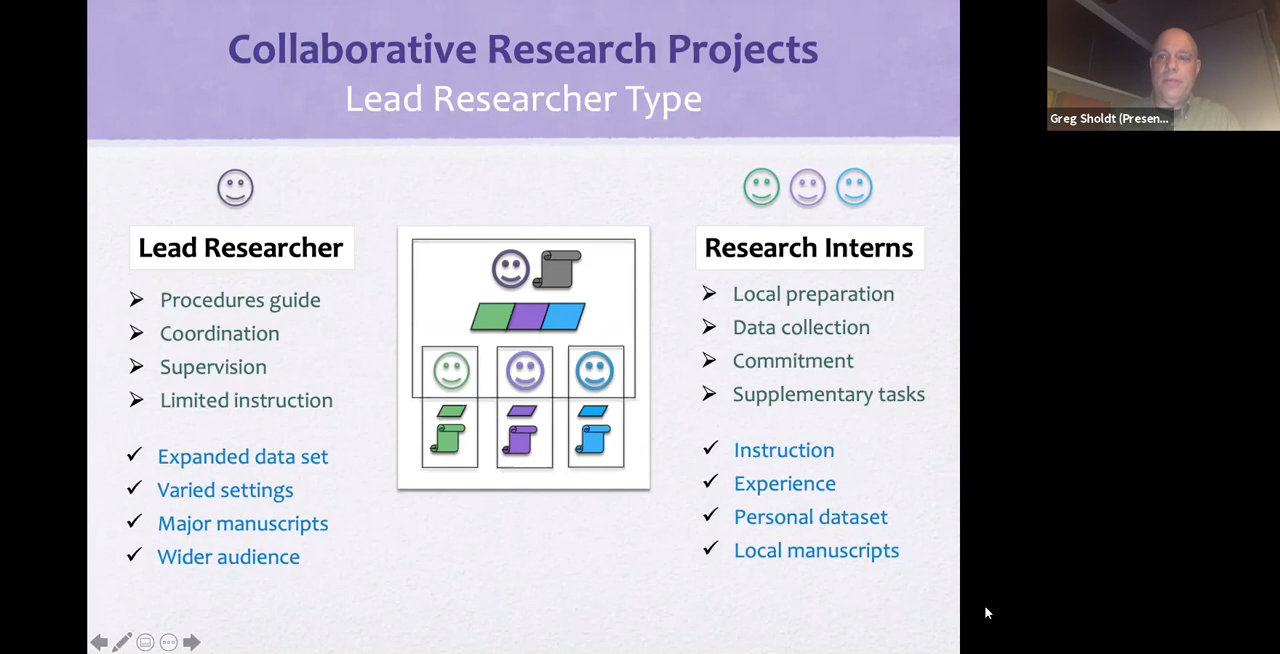 Collaborative Research Projects
Lead Researcher Type
Greg Sholdt (Presen...
Lead Researcher
Procedures guide
Coordination
Supervision
Limited instruction
Expanded data set
Varied settings
Major manuscripts
Wider audience
Research Interns
Local preparation
Data collection
Commitment
Supplementary tasks
Instruction
Experience
Personal dataset
Local manuscripts